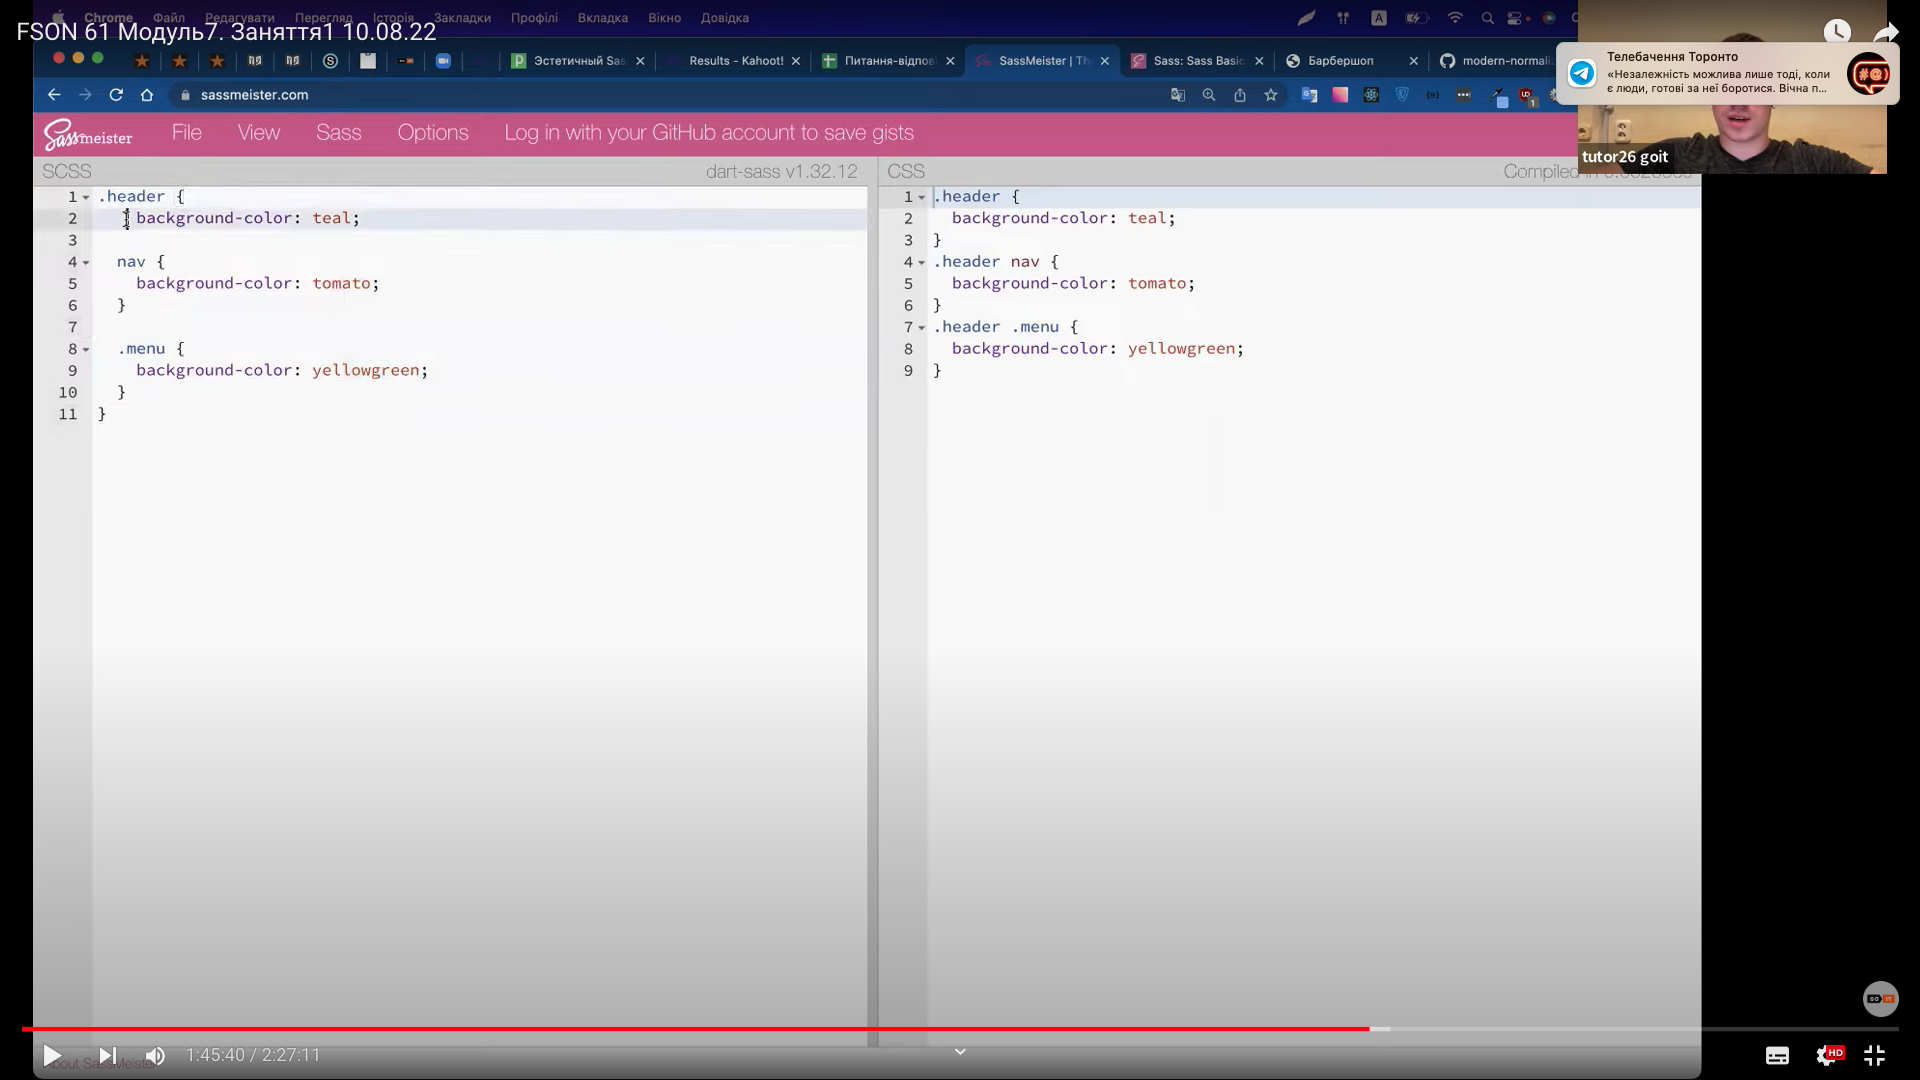 Chrome Файл Редагувати Перегляд Історія Закладки Профілі Вкладка Вікно Довідка
FSON 61 Модуль7. Заняття1 10.08.22
Эстетичный Sas
Results - Kahoot!
Питання-відпов
SassMeister | Th
Sass: Sass Basic
Барбершоп
modern-normali
Телебачення Торонто
«Незалежність можлива лише тоді, коли
є люди, готові за неї боротися. Вічна п...
sassmeister.com
SassMeister File View Sass Options Log in with your GitHub account to save gists
tutor26 goit
SCSS dart-sass v1.32.12
1 .header {
2 background-color: teal;
3
4 nav {
5 background-color: tomato;
6 }
7
8 .menu {
9 background-color: yellowgreen;
10 }
11 }
CSS Compiled in
1 .header {
2 background-color: teal;
3 }
4 .header nav {
5 background-color: tomato;
6 }
7 .header .menu {
8 background-color: yellowgreen;
9 }
1:45:40 / 2:27:11
HD
About SassMeister